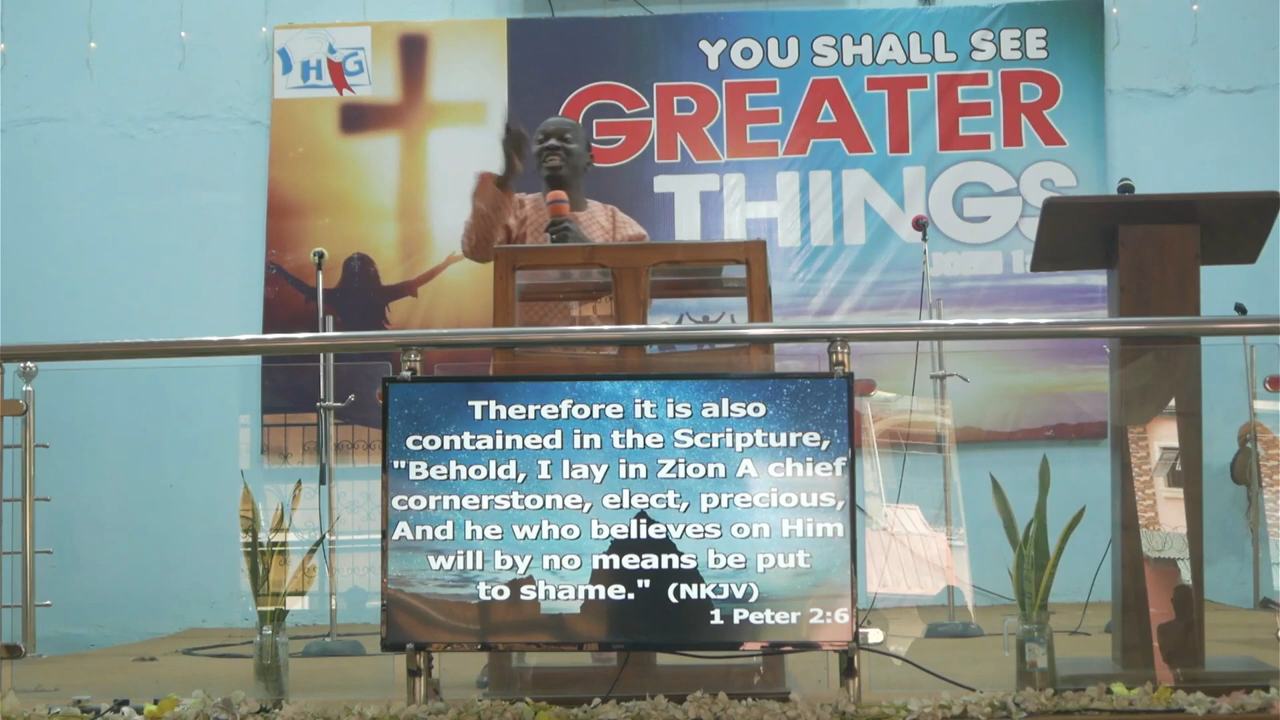 HG
YOU SHALL SEE
GREATER
THINGS
Therefore it is also
contained in the Scripture,
"Behold, I lay in Zion A chief
cornerstone, elect, precious,
And he who believes on Him
will by no means be put
to shame." (NKJV)
1 Peter 2:6